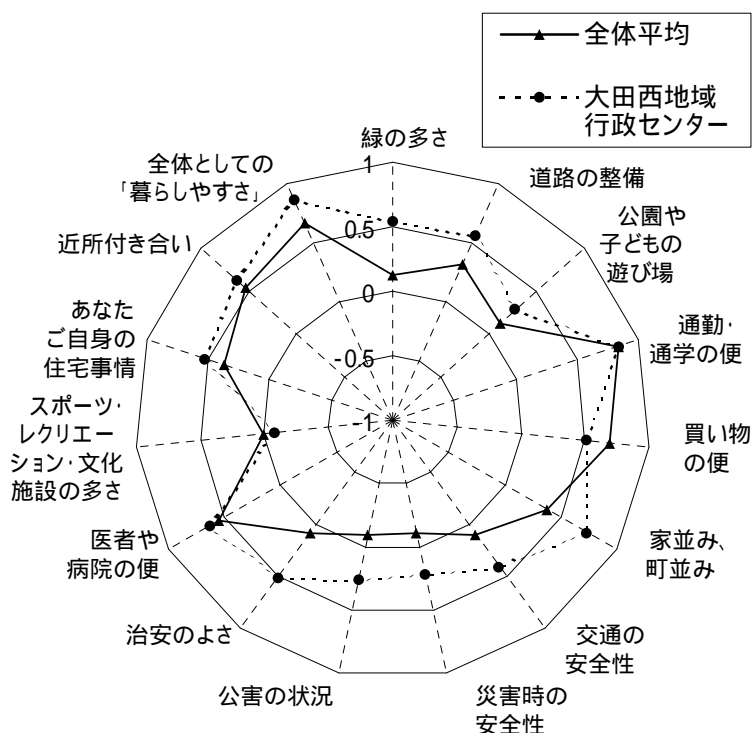 全体平均
大田西地域
行政センター
緑の多さ
道路の整備
公園や
子どもの
遊び場
通勤・
通学の便
買い物
の便
家並み、
町並み
交通の
安全性
災害時の
安全性
公害の状況
治安のよさ
医者や
病院の便
スポーツ・
レクリエー
ション・文化
施設の多さ
あなた
ご自身の
住宅事情
近所付き合い
全体としての
「暮らしやすさ」
1
0.5
0
-0.5
-1